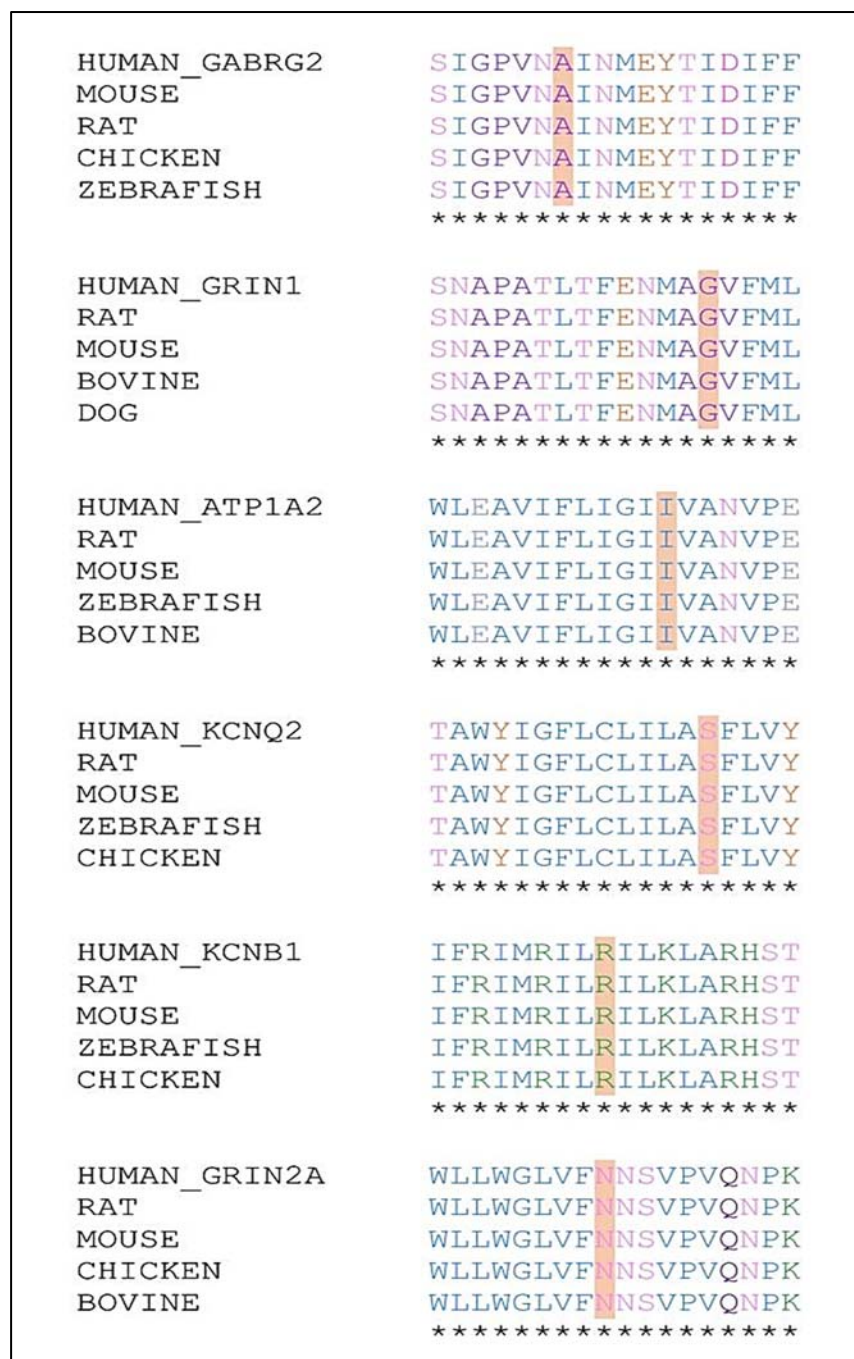 HUMAN_GABRG2 SIGPVNAINMEYTIDIFF
MOUSE SIGPVNAINMEYTIDIFF
RAT SIGPVNAINMEYTIDIFF
CHICKEN SIGPVNAINMEYTIDIFF
ZEBRAFISH SIGPVNAINMEYTIDIFF
******************
HUMAN_GRIN1 SNAPATLTFENMAGVFML
RAT SNAPATLTFENMAGVFML
MOUSE SNAPATLTFENMAGVFML
BOVINE SNAPATLTFENMAGVFML
DOG SNAPATLTFENMAGVFML
******************
HUMAN_ATP1A2 WLEAVIFLIGIIVANVPE
RAT WLEAVIFLIGIIVANVPE
MOUSE WLEAVIFLIGIIVANVPE
ZEBRAFISH WLEAVIFLIGIIVANVPE
BOVINE WLEAVIFLIGIIVANVPE
******************
HUMAN_KCNQ2 TAWYIGFLCLILASFLVY
RAT TAWYIGFLCLILASFLVY
MOUSE TAWYIGFLCLILASFLVY
ZEBRAFISH TAWYIGFLCLILASFLVY
CHICKEN TAWYIGFLCLILASFLVY
******************
HUMAN_KCNB1 IFRIMRILRILKLARHST
RAT IFRIMRILRILKLARHST
MOUSE IFRIMRILRILKLARHST
ZEBRAFISH IFRIMRILRILKLARHST
CHICKEN IFRIMRILRILKLARHST
******************
HUMAN_GRIN2A WLLWGLVFNNSVPVQNPK
RAT WLLWGLVFNNSVPVQNPK
MOUSE WLLWGLVFNNSVPVQNPK
CHICKEN WLLWGLVFNNSVPVQNPK
BOVINE WLLWGLVFNNSVPVQNPK
******************